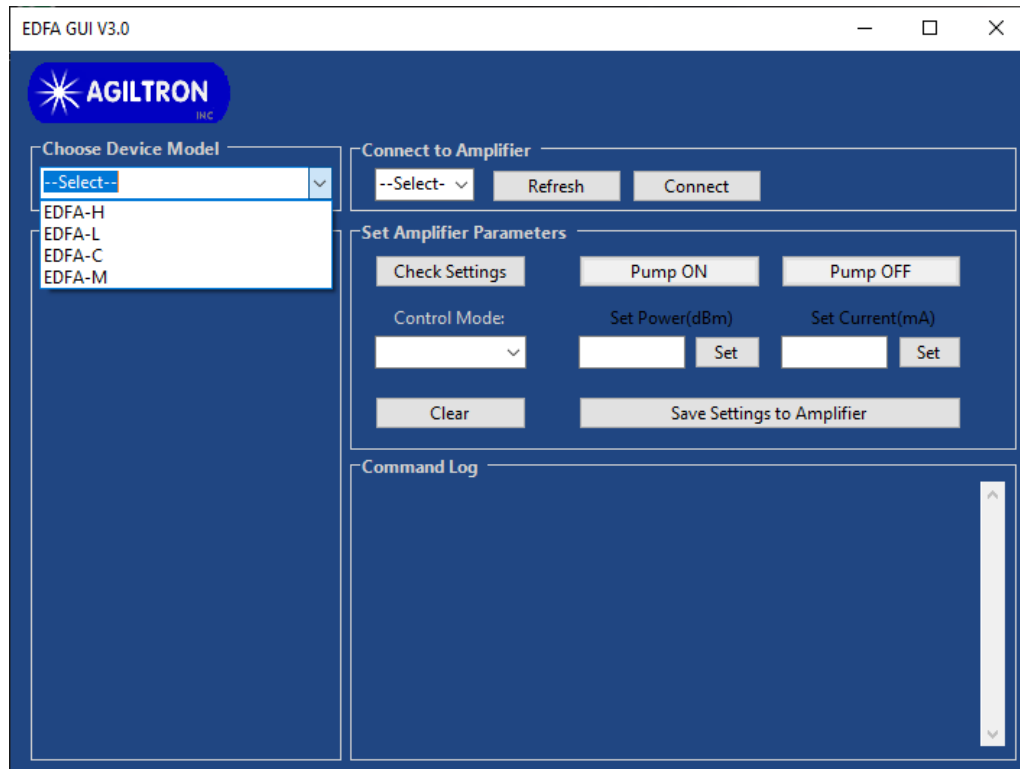 EDFA GUI V3.0
AGILTRON
INC
Choose Device Model
--Select--
EDFA-H
EDFA-L
EDFA-C
EDFA-M
Connect to Amplifier
--Select-
Refresh
Connect
Set Amplifier Parameters
Check Settings
Pump ON
Pump OFF
Control Mode:
Set Power(dBm)
Set Current(mA)
Set
Set
Clear
Save Settings to Amplifier
Command Log